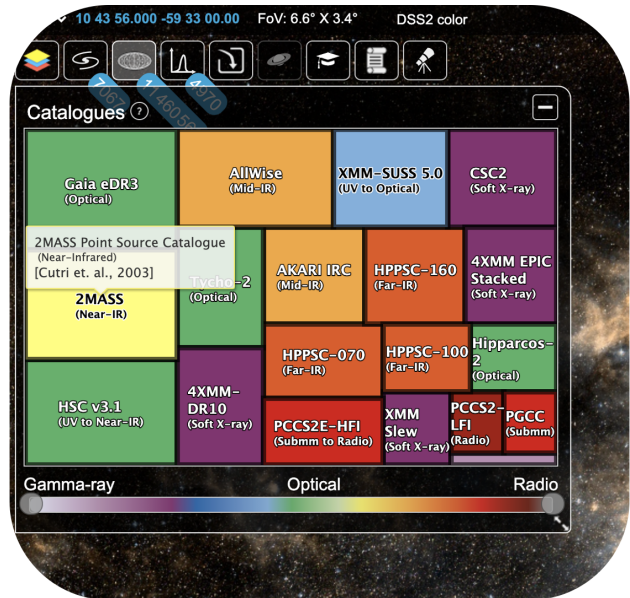 10 43 56.000 -59 33 00.00 FoV: 6.6° X 3.4° DSS2 color
Catalogues ?
Gaia eDR3
(Optical)
AllWise
(Mid-IR)
XMM-SUSS 5.0
(UV to Optical)
CSC2
(Soft X-ray)
2MASS Point Source Catalogue
(Near-Infrared)
[Cutri et. al., 2003]
2MASS
(Near-IR)
Tycho-2
(Optical)
AKARI IRC
(Mid-IR)
HPPSC-160
(Far-IR)
4XMM EPIC
Stacked
(Soft X-ray)
HPPSC-070
(Far-IR)
HPPSC-100
(Far-IR)
Hipparcos-
2
(Optical)
HSC v3.1
(UV to Near-IR)
4XMM-
DR10
(Soft X-ray)
PCCS2E-HFI
(Submm to Radio)
XMM
Slew
(Soft X-ray)
PCCS2-
LFI
(Radio)
PGCC
(Submm)
Gamma-ray Optical Radio